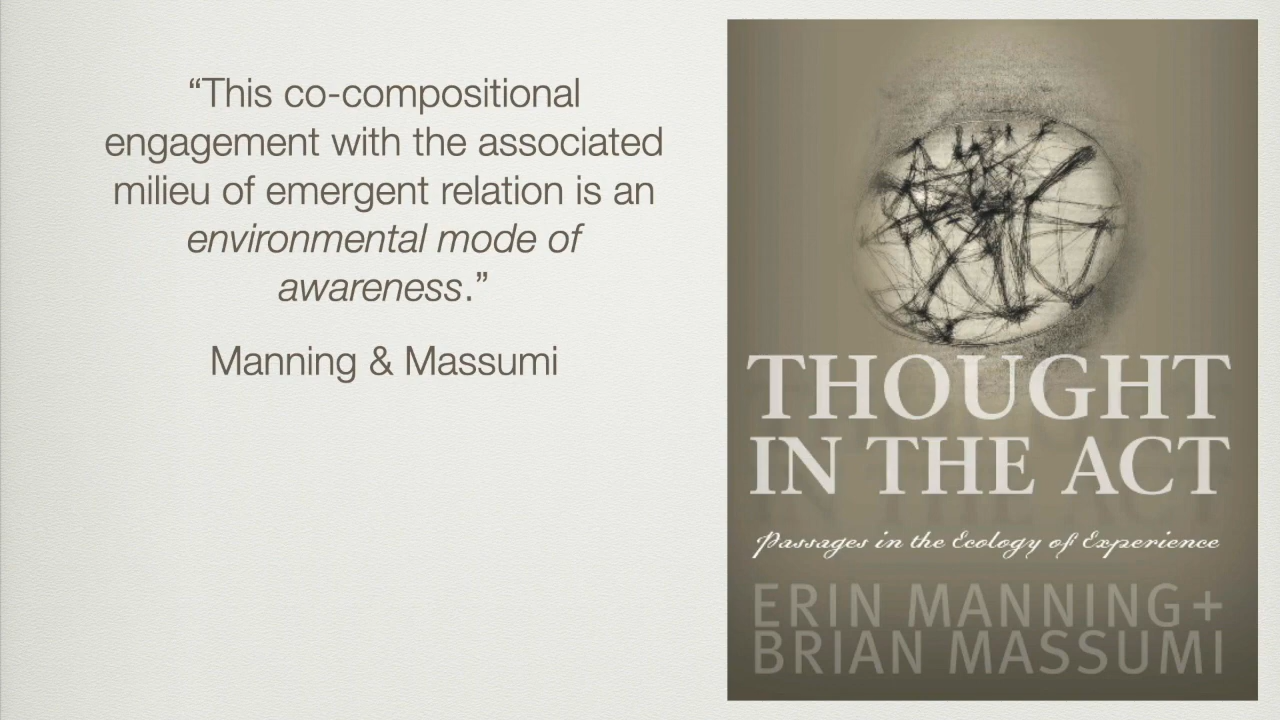 “This co-compositional
engagement with the associated
milieu of emergent relation is an
environmental mode of
awareness.”
Manning & Massumi
THOUGHT
IN THE ACT
Passages in the Ecology of Experience
ERIN MANNING+
BRIAN MASSUMI